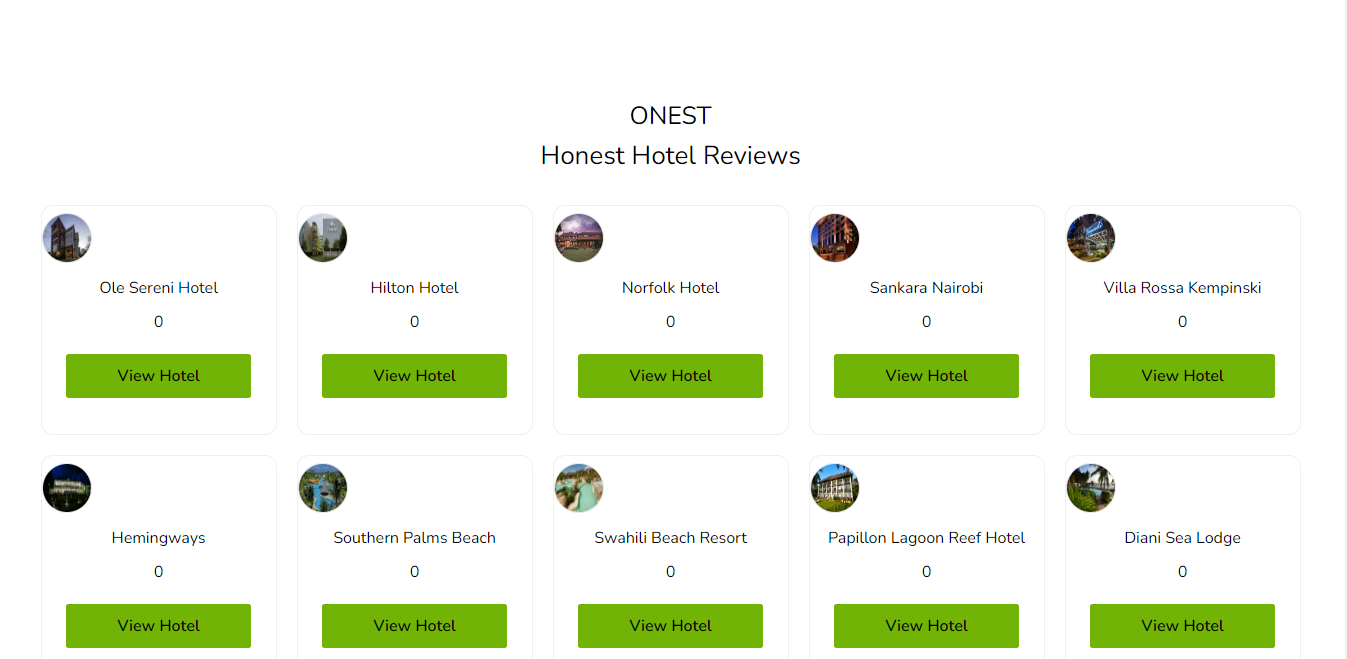 ONEST
Honest Hotel Reviews
Ole Sereni Hotel
0
View Hotel
Hilton Hotel
0
View Hotel
Norfolk Hotel
0
View Hotel
Sankara Nairobi
0
View Hotel
Villa Rossa Kempinski
0
View Hotel
Hemingways
0
View Hotel
Southern Palms Beach
0
View Hotel
Swahili Beach Resort
0
View Hotel
Papillon Lagoon Reef Hotel
0
View Hotel
Diani Sea Lodge
0
View Hotel